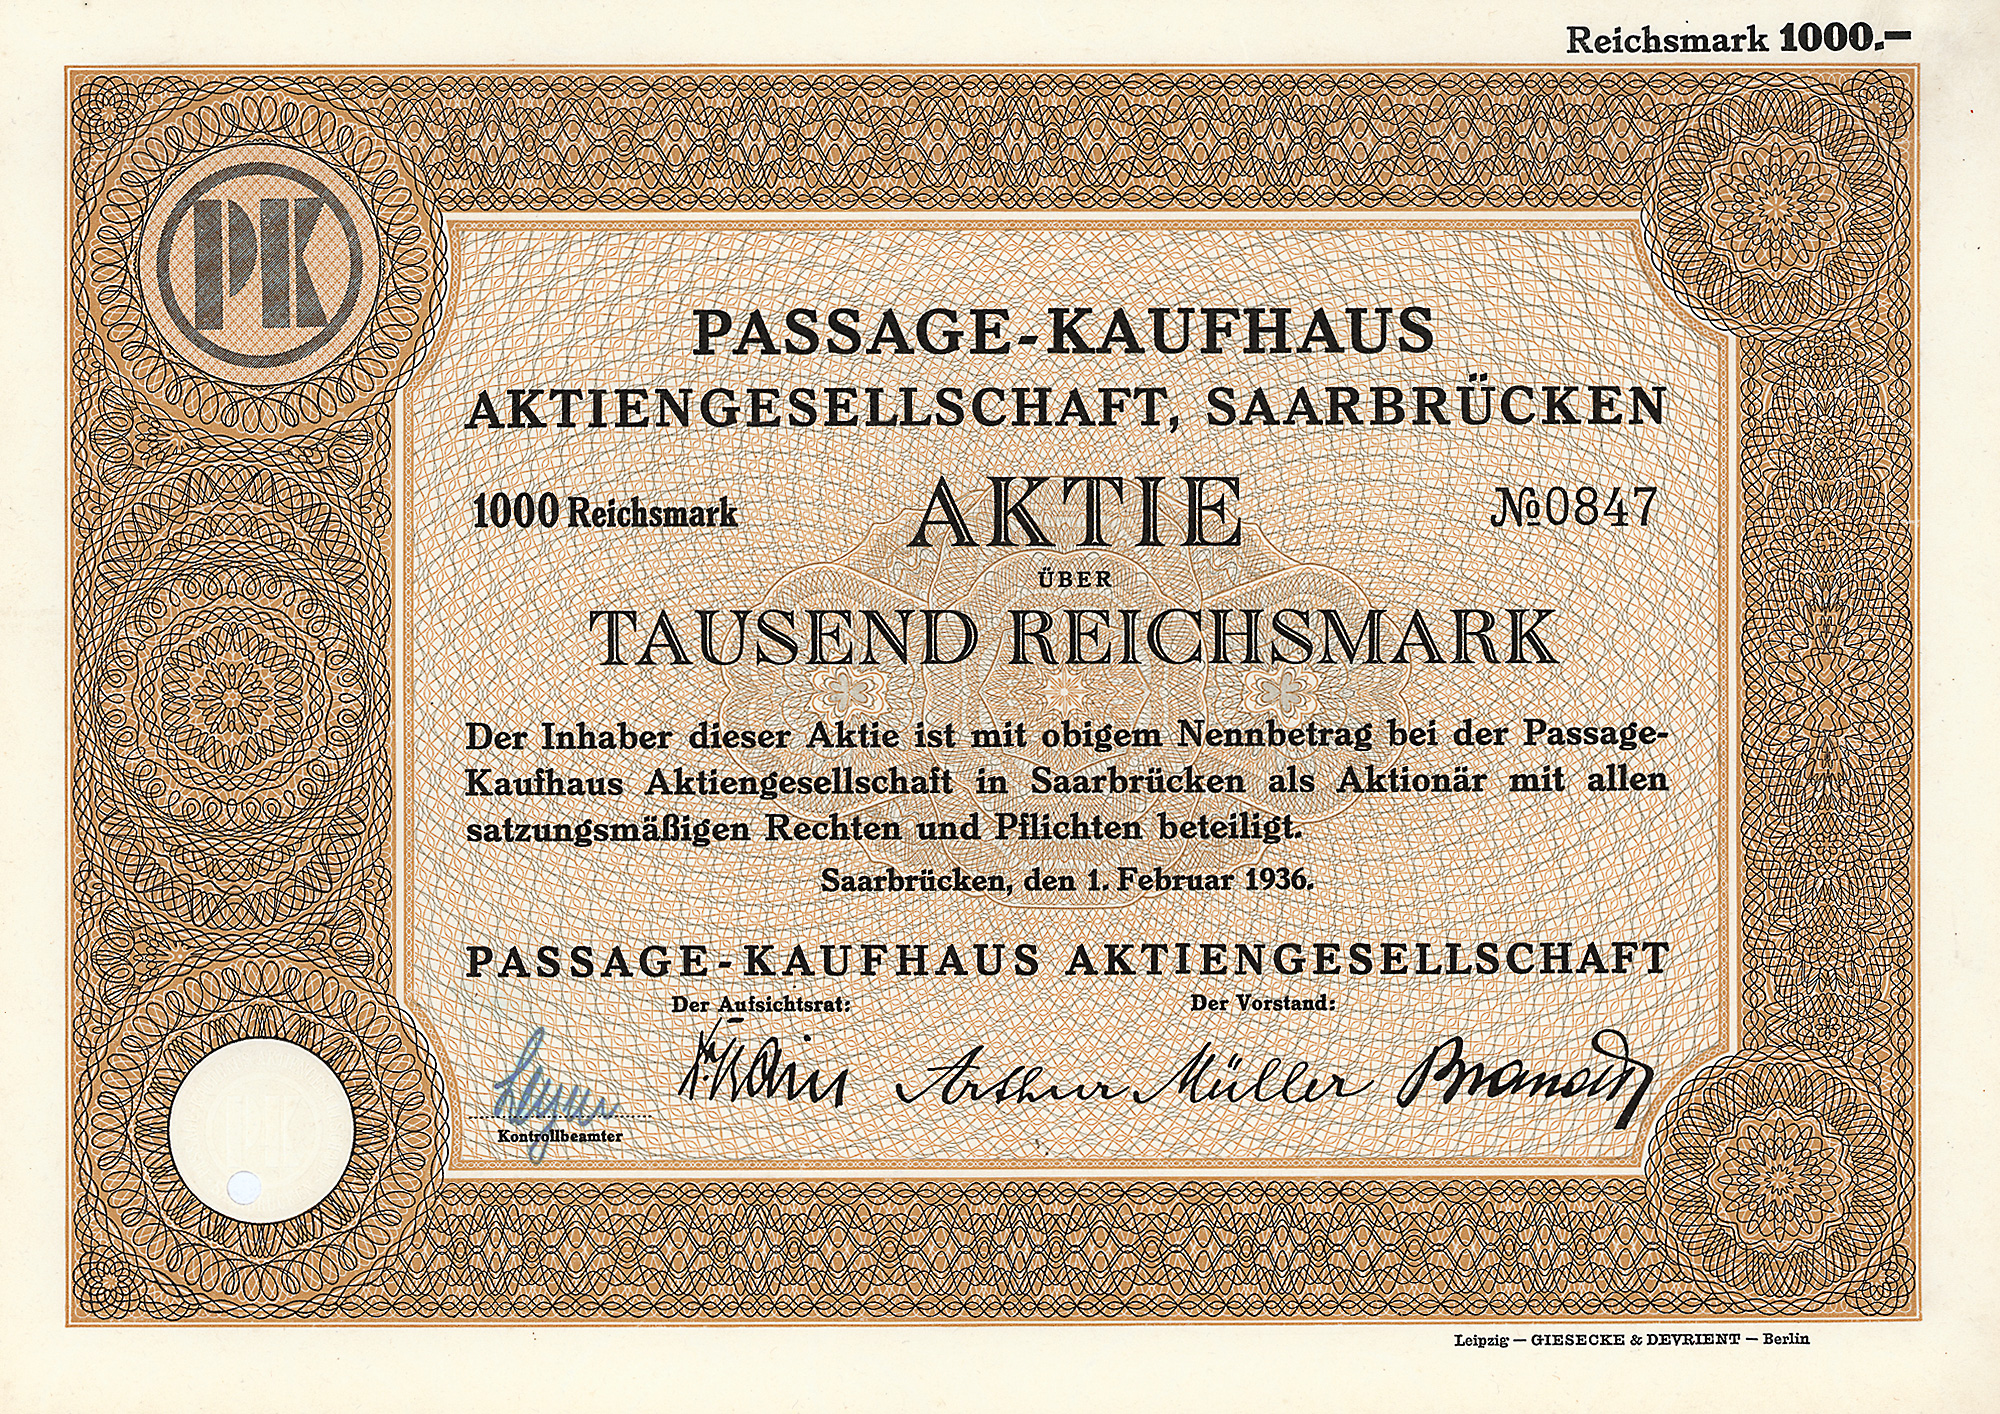 Reichsmark 1000.—
PK
PASSAGE-KAUFHAUS
AKTIENGESELLSCHAFT, SAARBRÜCKEN
1000 Reichsmark
AKTIE
№ 0847
ÜBER
TAUSEND REICHSMARK
Der Inhaber dieser Aktie ist mit obigem Nennbetrag bei der Passage-
Kaufhaus Aktiengesellschaft in Saarbrücken als Aktionär mit allen
satzungsmäßigen Rechten und Pflichten beteiligt.
Saarbrücken, den 1. Februar 1936.
PASSAGE-KAUFHAUS AKTIENGESELLSCHAFT
Der Aufsichtsrat:
Der Vorstand:
Arthur Müller
Kontrollbeamter
Leipzig — GIESECKE & DEVRIENT — Berlin